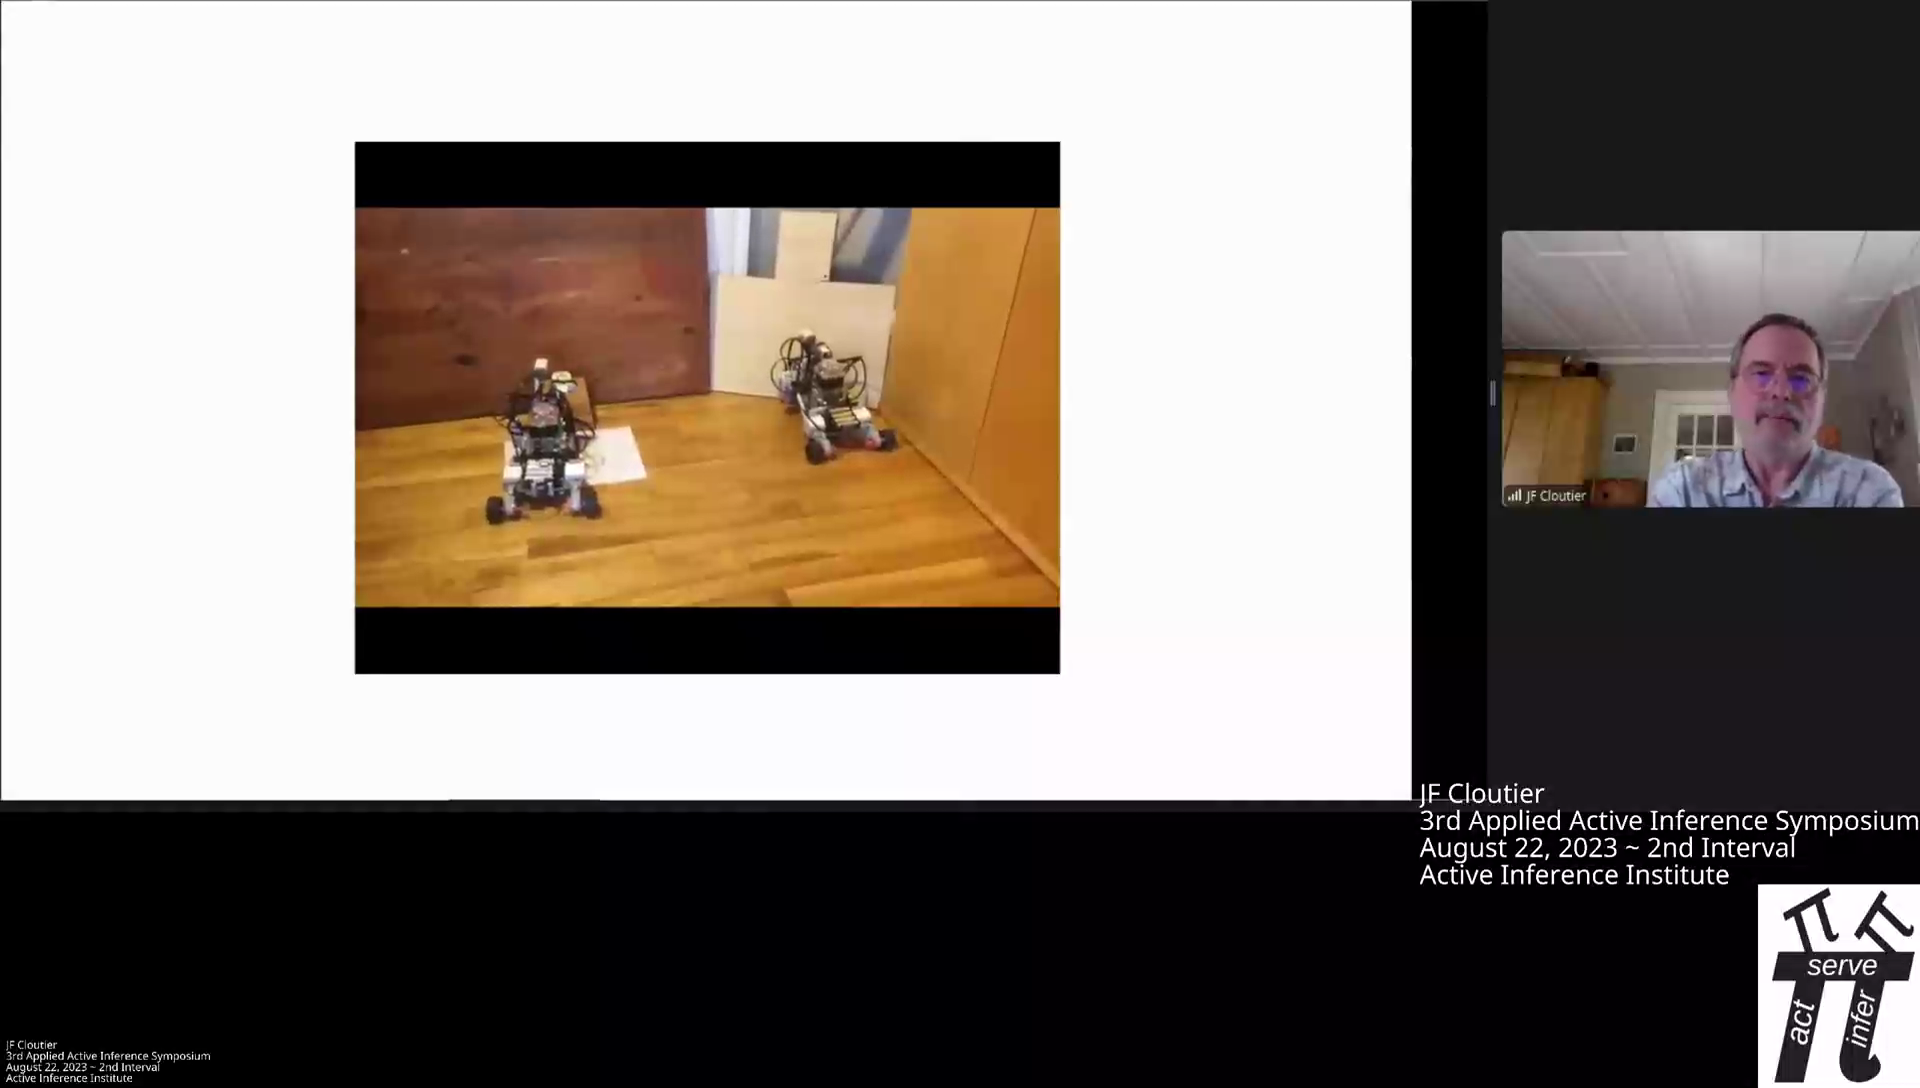 JF Cloutier
JF Cloutier
3rd Applied Active Inference Symposium
August 22, 2023 ~ 2nd Interval
Active Inference Institute
serve
act
infer
JF Cloutier
3rd Applied Active Inference Symposium
August 22, 2023 ~ 2nd Interval
Active Inference Institute